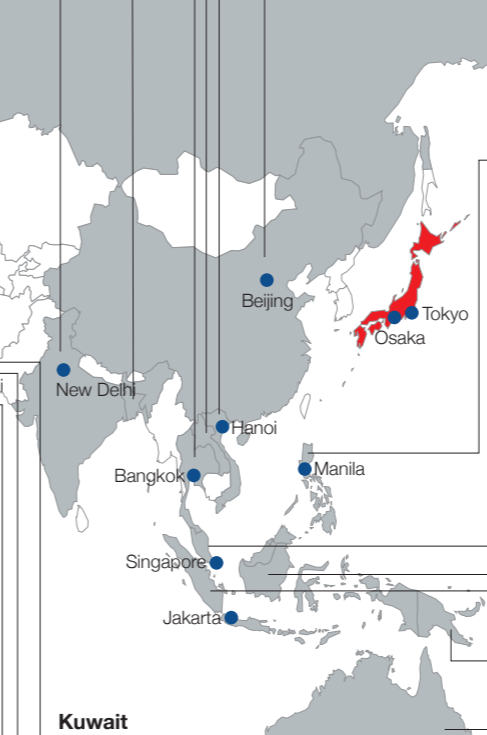 Beijing
Tokyo
Osaka
New Delhi
Hanoi
Bangkok
Manila
Singapore
Jakarta
Kuwait